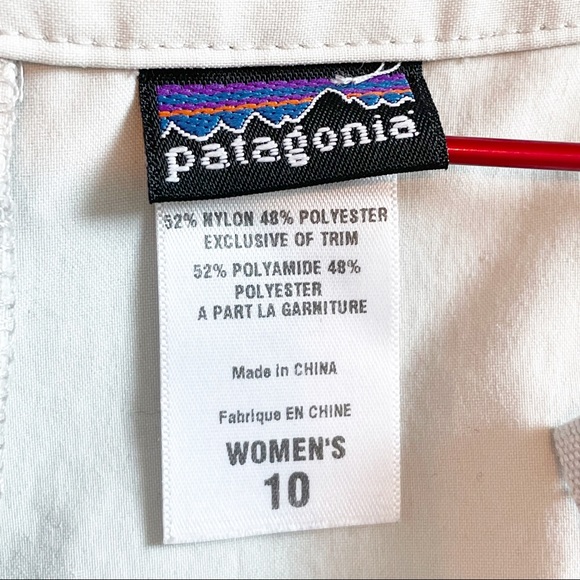 patagonia
52% NYLON 48% POLYESTER
EXCLUSIVE OF TRIM
52% POLYAMIDE 48%
POLYESTER
A PART LA GARNITURE
Made in CHINA
Fabrique EN CHINE
WOMEN'S
10